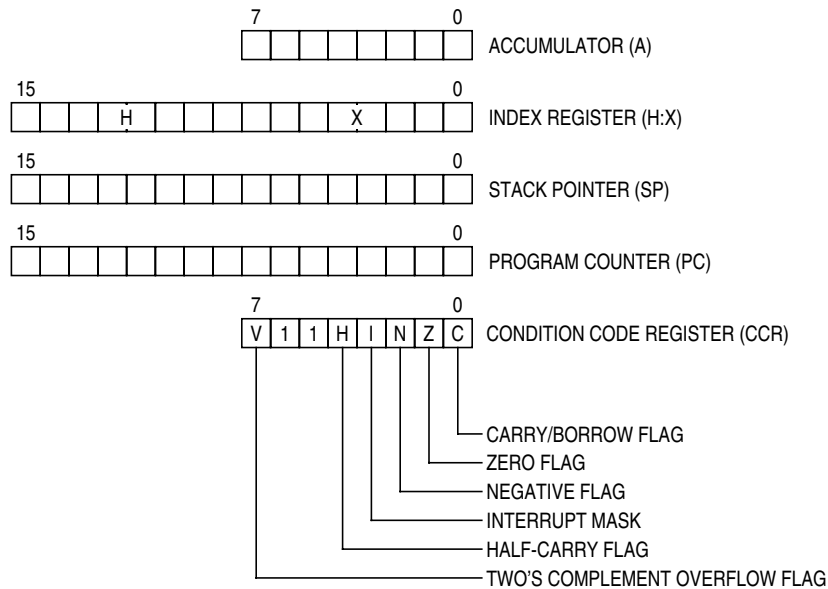 7 0
ACCUMULATOR (A)
15 0
H X INDEX REGISTER (H:X)
15 0
STACK POINTER (SP)
15 0
PROGRAM COUNTER (PC)
7 0
V 1 1 H I N Z C CONDITION CODE REGISTER (CCR)
CARRY/BORROW FLAG
ZERO FLAG
NEGATIVE FLAG
INTERRUPT MASK
HALF-CARRY FLAG
TWO'S COMPLEMENT OVERFLOW FLAG